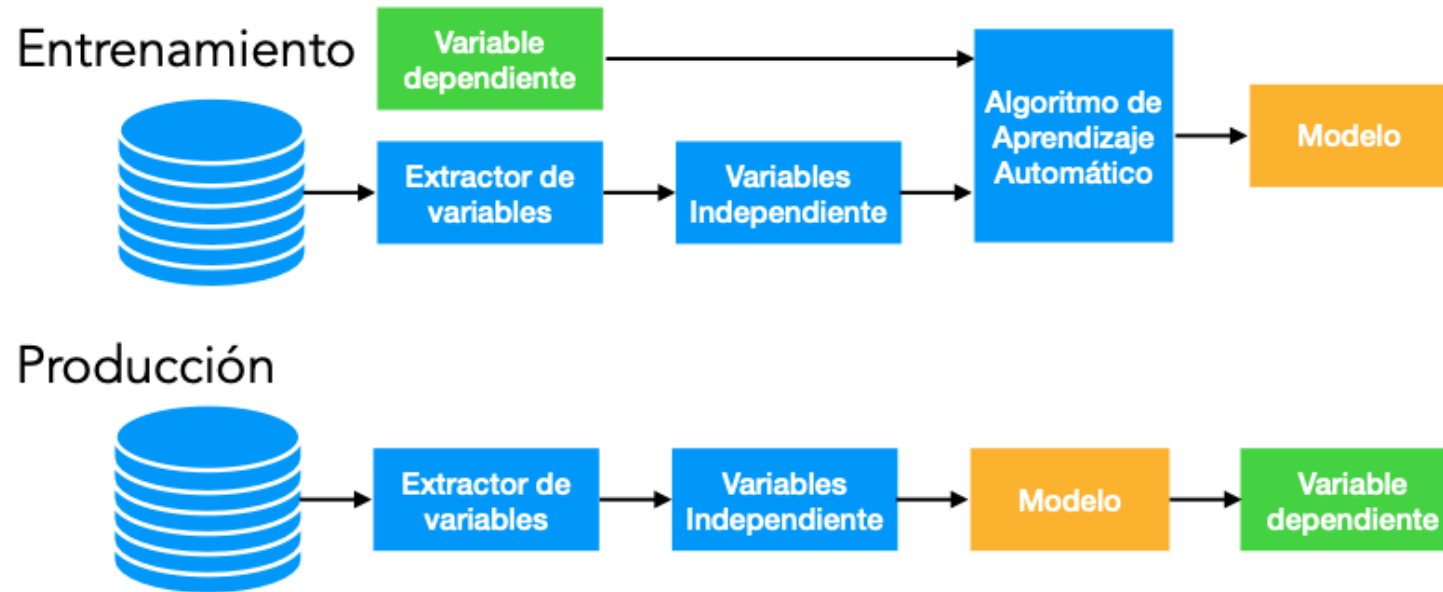 Entrenamiento
Variable
dependiente
Extractor de
variables
Variables
Independiente
Algoritmo de
Aprendizaje
Automático
Modelo
Producción
Extractor de
variables
Variables
Independiente
Modelo
Variable
dependiente